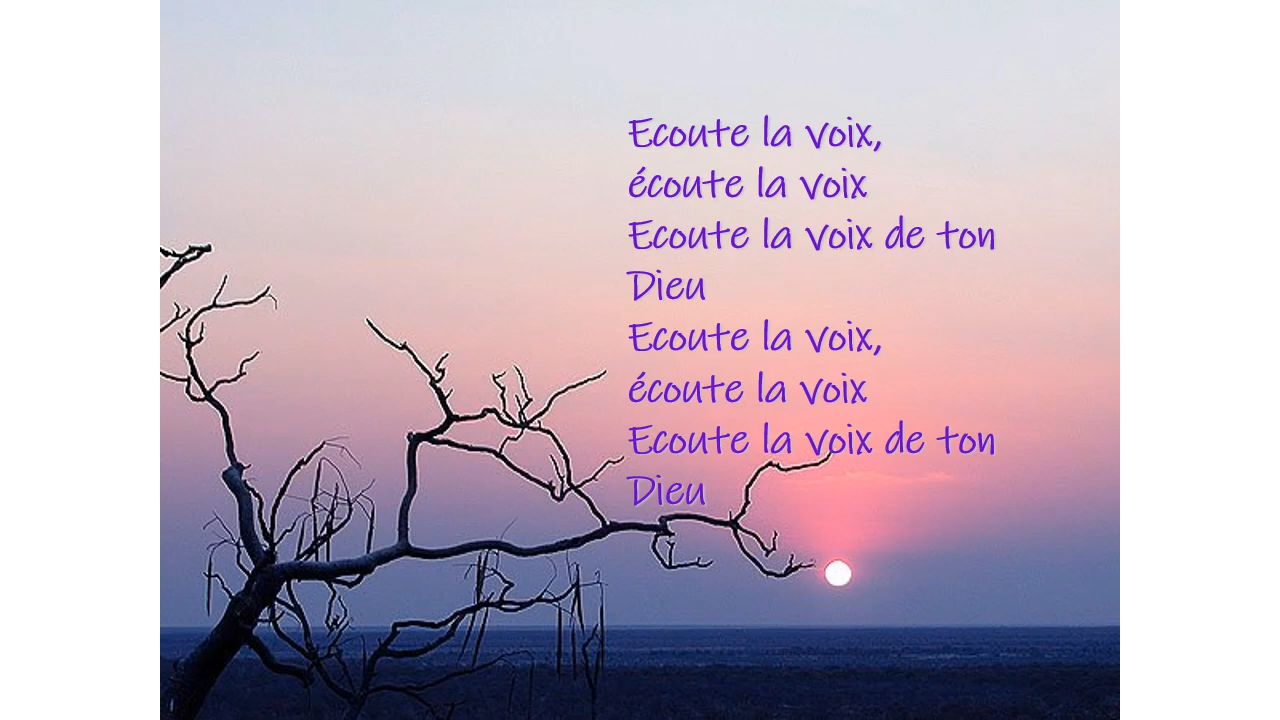 Ecoute la voix,
écoute la voix
Ecoute la voix de ton
Dieu
Ecoute la voix,
écoute la voix
Ecoute la voix de ton
Dieu